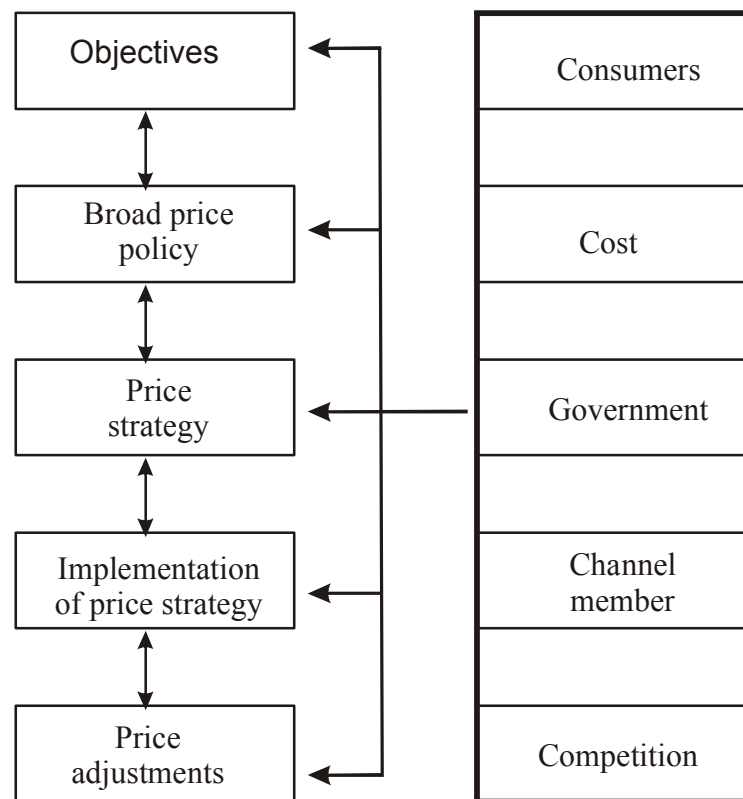 Objectives
Broad price
policy
Price
strategy
Implementation
of price strategy
Price
adjustments
Consumers
Cost
Government
Channel
member
Competition